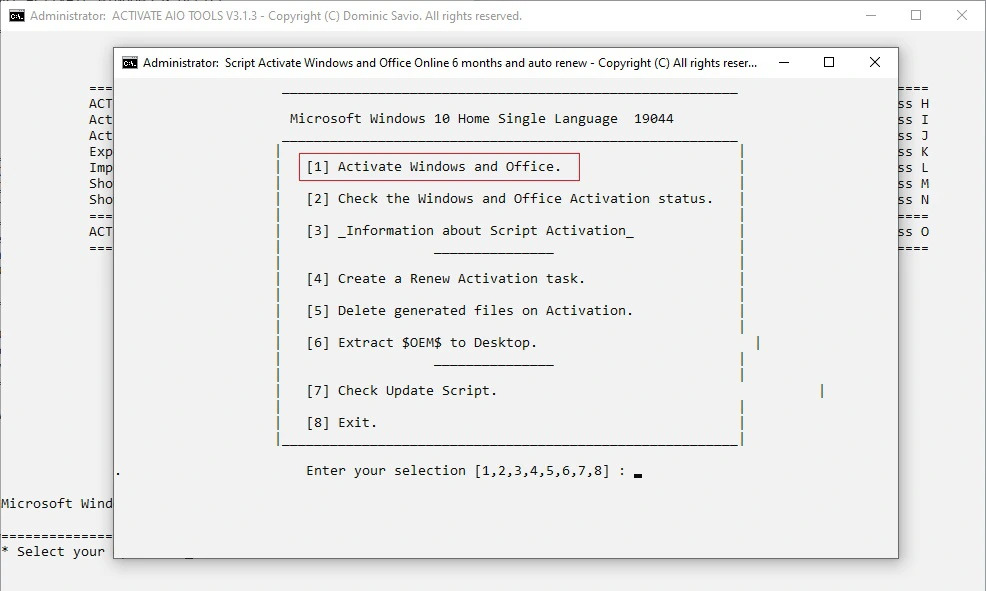 Administrator:  ACTIVATE AIO TOOLS V3.1.3 - Copyright (C) Dominic Savio. All rights reserved.
Administrator:  Script Activate Windows and Office Online 6 months and auto renew - Copyright (C) All rights reser...
Microsoft Windows 10 Home Single Language  19044
ACT
ss H
Act
ss I
Act
ss J
Exp
ss K
Imp
[1] Activate Windows and Office.
ss L
Sho
ss M
Sho
[2] Check the Windows and Office Activation status.
ss N
ACT
[3] _Information about Script Activation_
ss O
[4] Create a Renew Activation task.
[5] Delete generated files on Activation.
[6] Extract $OEM$ to Desktop.
[7] Check Update Script.
[8] Exit.
Enter your selection [1,2,3,4,5,6,7,8] :
Microsoft Wind
* Select your